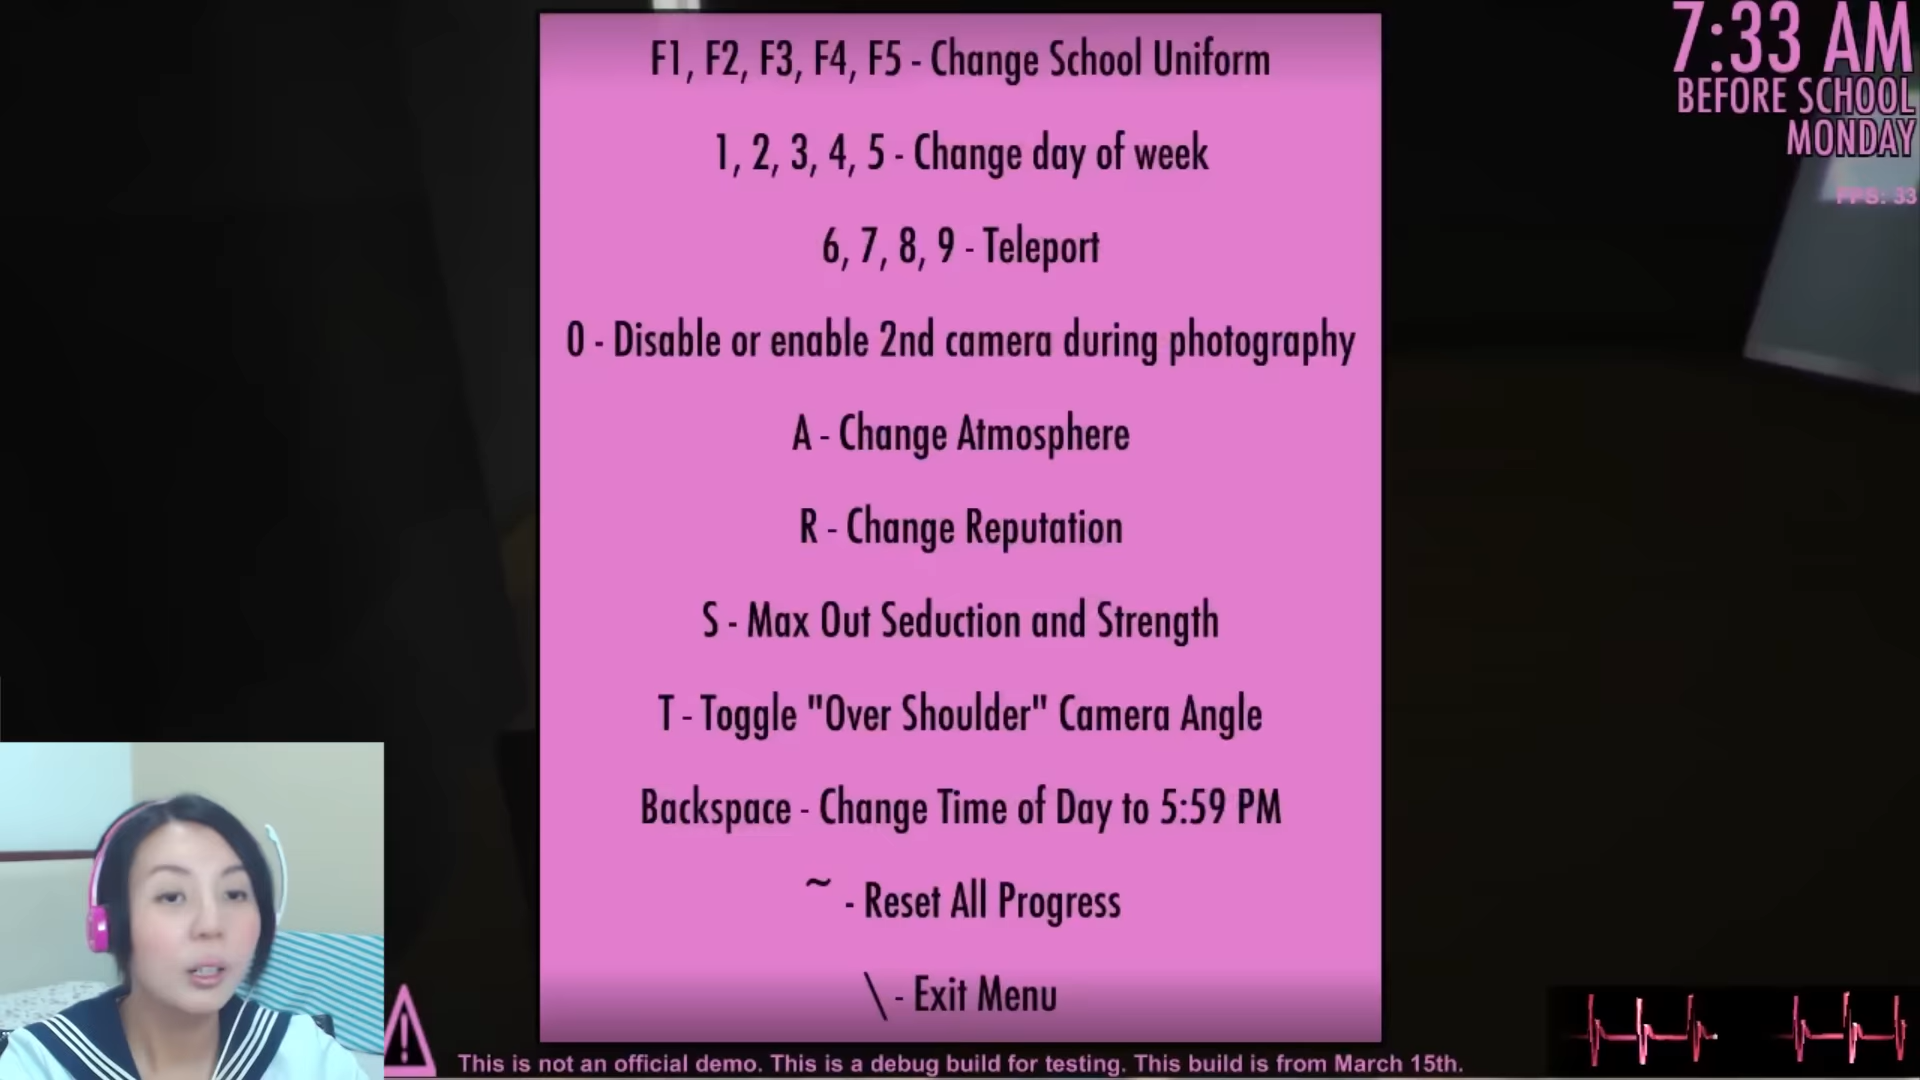 F1, F2, F3, F4, F5 - Change School Uniform
1, 2, 3, 4, 5 - Change day of week
6, 7, 8, 9 - Teleport
0 - Disable or enable 2nd camera during photography
A - Change Atmosphere
R - Change Reputation
S - Max Out Seduction and Strength
T - Toggle "Over Shoulder" Camera Angle
Backspace - Change Time of Day to 5:59 PM
~ - Reset All Progress
\ - Exit Menu
7:33 AM
BEFORE SCHOOL
MONDAY
FPS: 33
!
This is not an official demo. This is a debug build for testing. This build is from March 15th.